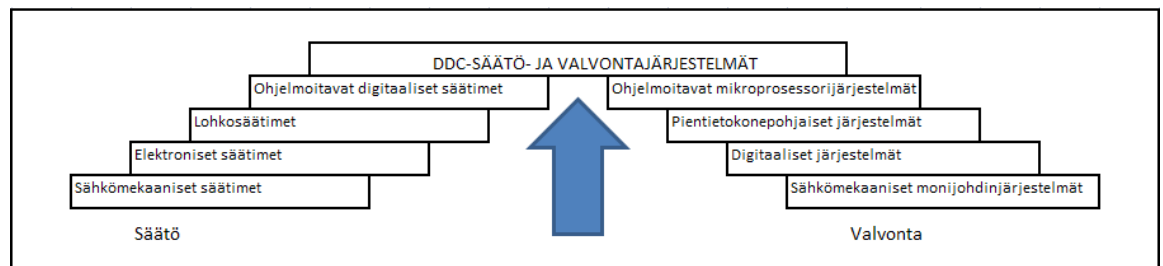 DDC-SÄÄTÖ- JA VALVONTAJÄRJESTELMÄT
Ohjelmoitavat digitaaliset säätimet
Ohjelmoitavat mikroprosessorijärjestelmät
Lohkosäätimet
Pientietokonepohjaiset järjestelmät
Elektroniset säätimet
Digitaaliset järjestelmät
Sähkömekaaniset säätimet
Sähkömekaaniset monijohdinjärjestelmät
Säätö
Valvonta